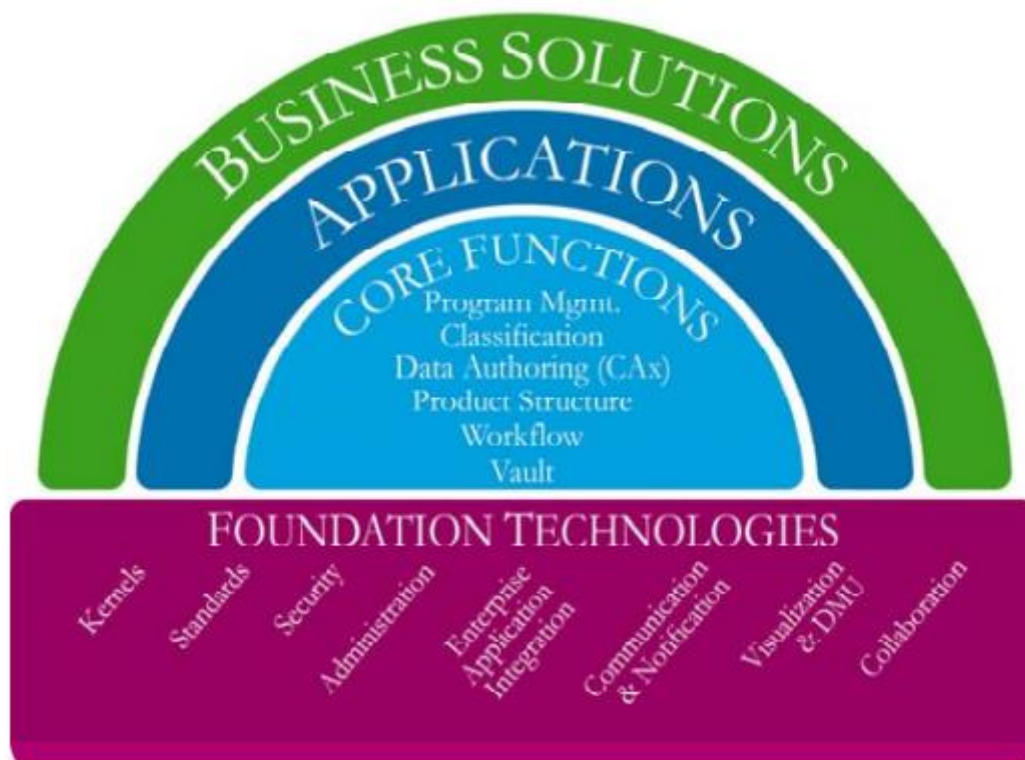 BUSINESS SOLUTIONS
APPLICATIONS
CORE FUNCTIONS
Program Mgmt.
Classification
Data Authoring (CAx)
Product Structure
Workflow
Vault
FOUNDATION TECHNOLOGIES
Kernels
Standards
Security
Administration
Enterprise
Application
Integration
Communication
& Notification
Visualization
& DMU
Collaboration